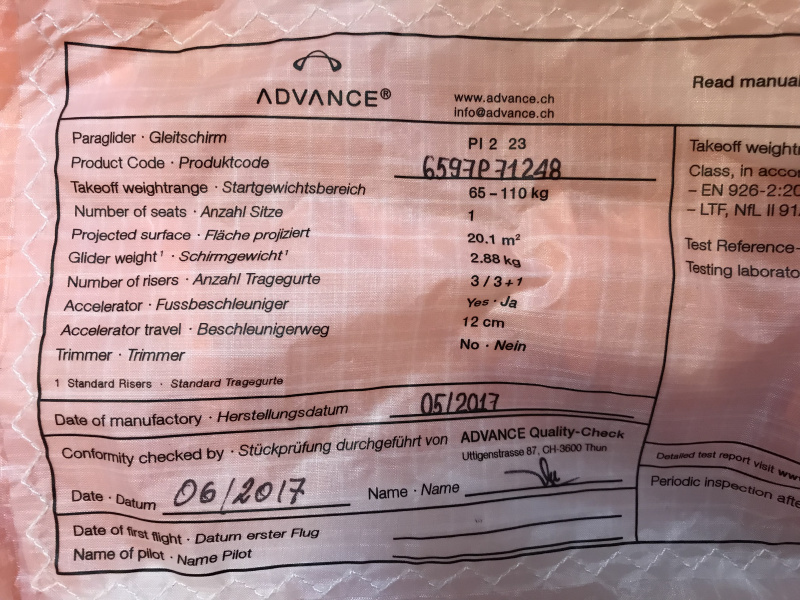 ADVANCE®
www.advance.ch
info@advance.ch
Read manual
Paraglider · Gleitschirm PI 2 23
Product Code · Produktcode 6597P71248
Takeoff weightrange · Startgewichtsbereich 65 – 110 kg
Number of seats · Anzahl Sitze 1
Projected surface · Fläche projiziert 20.1 m²
Glider weight¹ · Schirmgewicht¹ 2.88 kg
Number of risers · Anzahl Tragegurte 3 / 3+1
Accelerator · Fussbeschleuniger Yes · Ja
Accelerator travel · Beschleunigerweg 12 cm
Trimmer · Trimmer No · Nein
1 Standard Risers · Standard Tragegurte
Date of manufactory · Herstellungsdatum 05/2017
Conformity checked by · Stückprüfung durchgeführt von ADVANCE Quality-Check
Uttigenstrasse 87, CH-3600 Thun
Date · Datum 06/2017 Name · Name
Date of first flight · Datum erster Flug
Name of pilot · Name Pilot
Takeoff weightr
Class, in accor
– EN 926-2:20
– LTF, NfL II 91
Test Reference-
Testing laborato
Detailed test report visit www
Periodic inspection afte